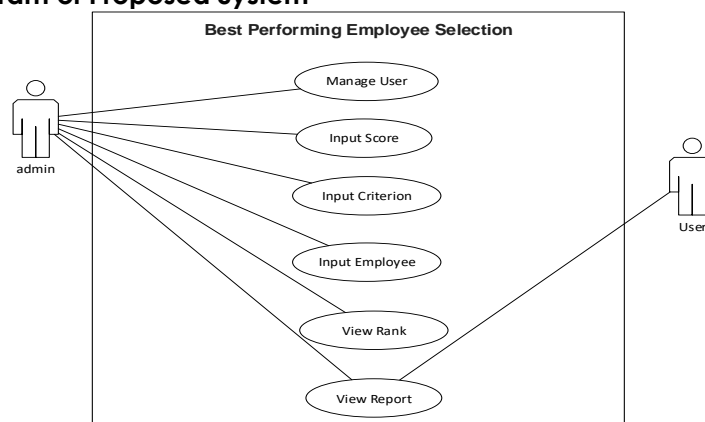 ram of Proposed System
Best Performing Employee Selection
Manage User
Input Score
admin
Input Criterion
User
Input Employee
View Rank
View Report